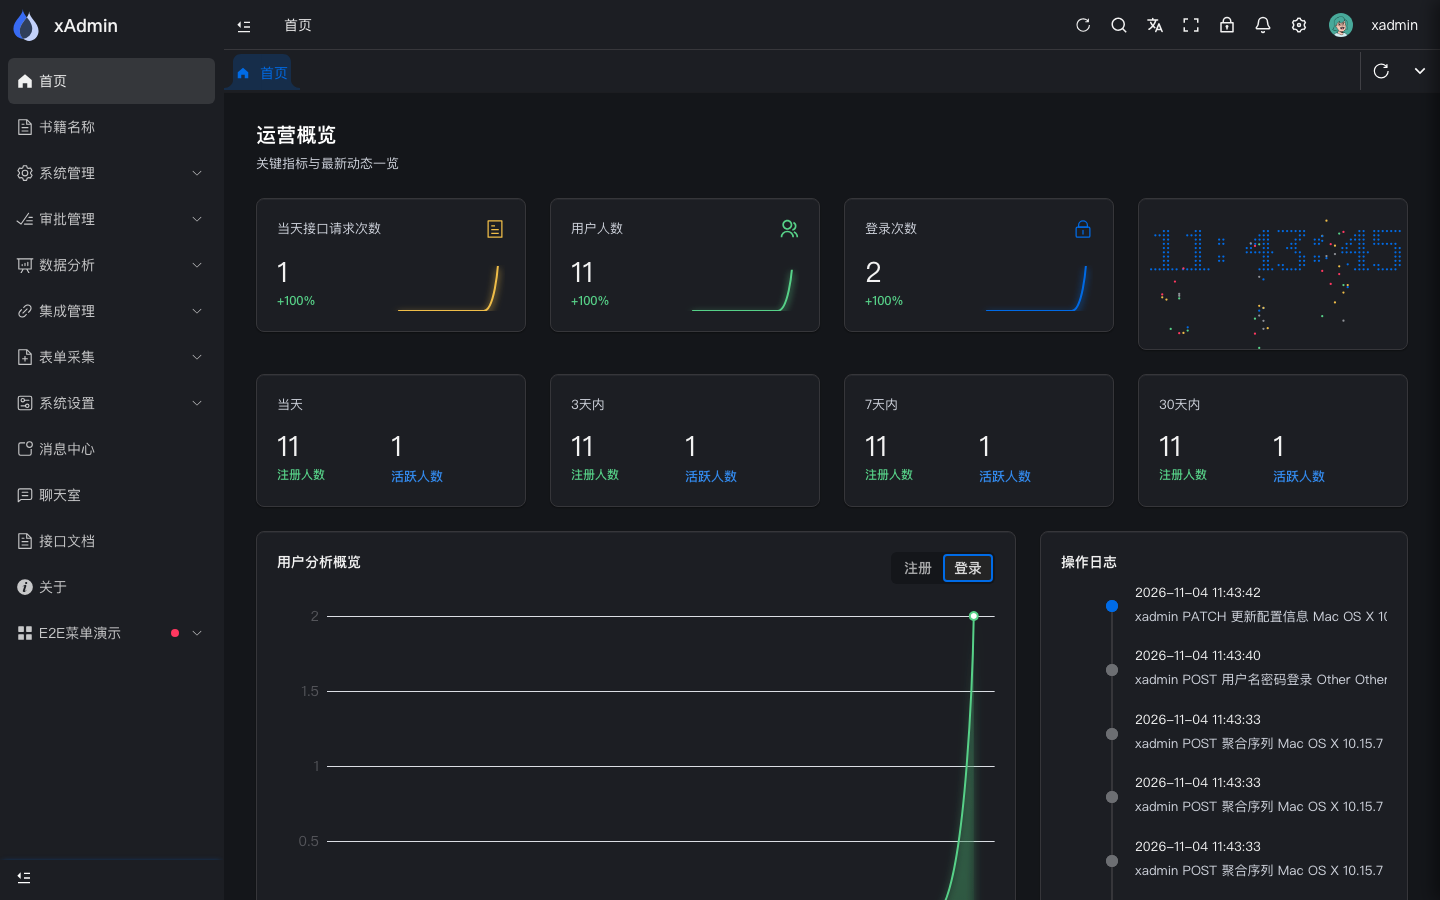 xAdmin
首页
xadmin
首页
首页
书籍名称
系统管理
审批管理
数据分析
集成管理
表单采集
系统设置
消息中心
聊天室
接口文档
关于
E2E菜单演示
运营概览
关键指标与最新动态一览
当天接口请求次数
1
+100%
用户人数
11
+100%
登录次数
2
+100%
11:43:45
当天
11
1
注册人数
活跃人数
3天内
11
1
注册人数
活跃人数
7天内
11
1
注册人数
活跃人数
30天内
11
1
注册人数
活跃人数
用户分析概览
注册
登录
2
1.5
1
0.5
操作日志
2026-11-04 11:43:42
xadmin PATCH 更新配置信息 Mac OS X 10
2026-11-04 11:43:40
xadmin POST 用户名密码登录 Other Other
2026-11-04 11:43:33
xadmin POST 聚合序列 Mac OS X 10.15.7
2026-11-04 11:43:33
xadmin POST 聚合序列 Mac OS X 10.15.7
2026-11-04 11:43:33
xadmin POST 聚合序列 Mac OS X 10.15.7